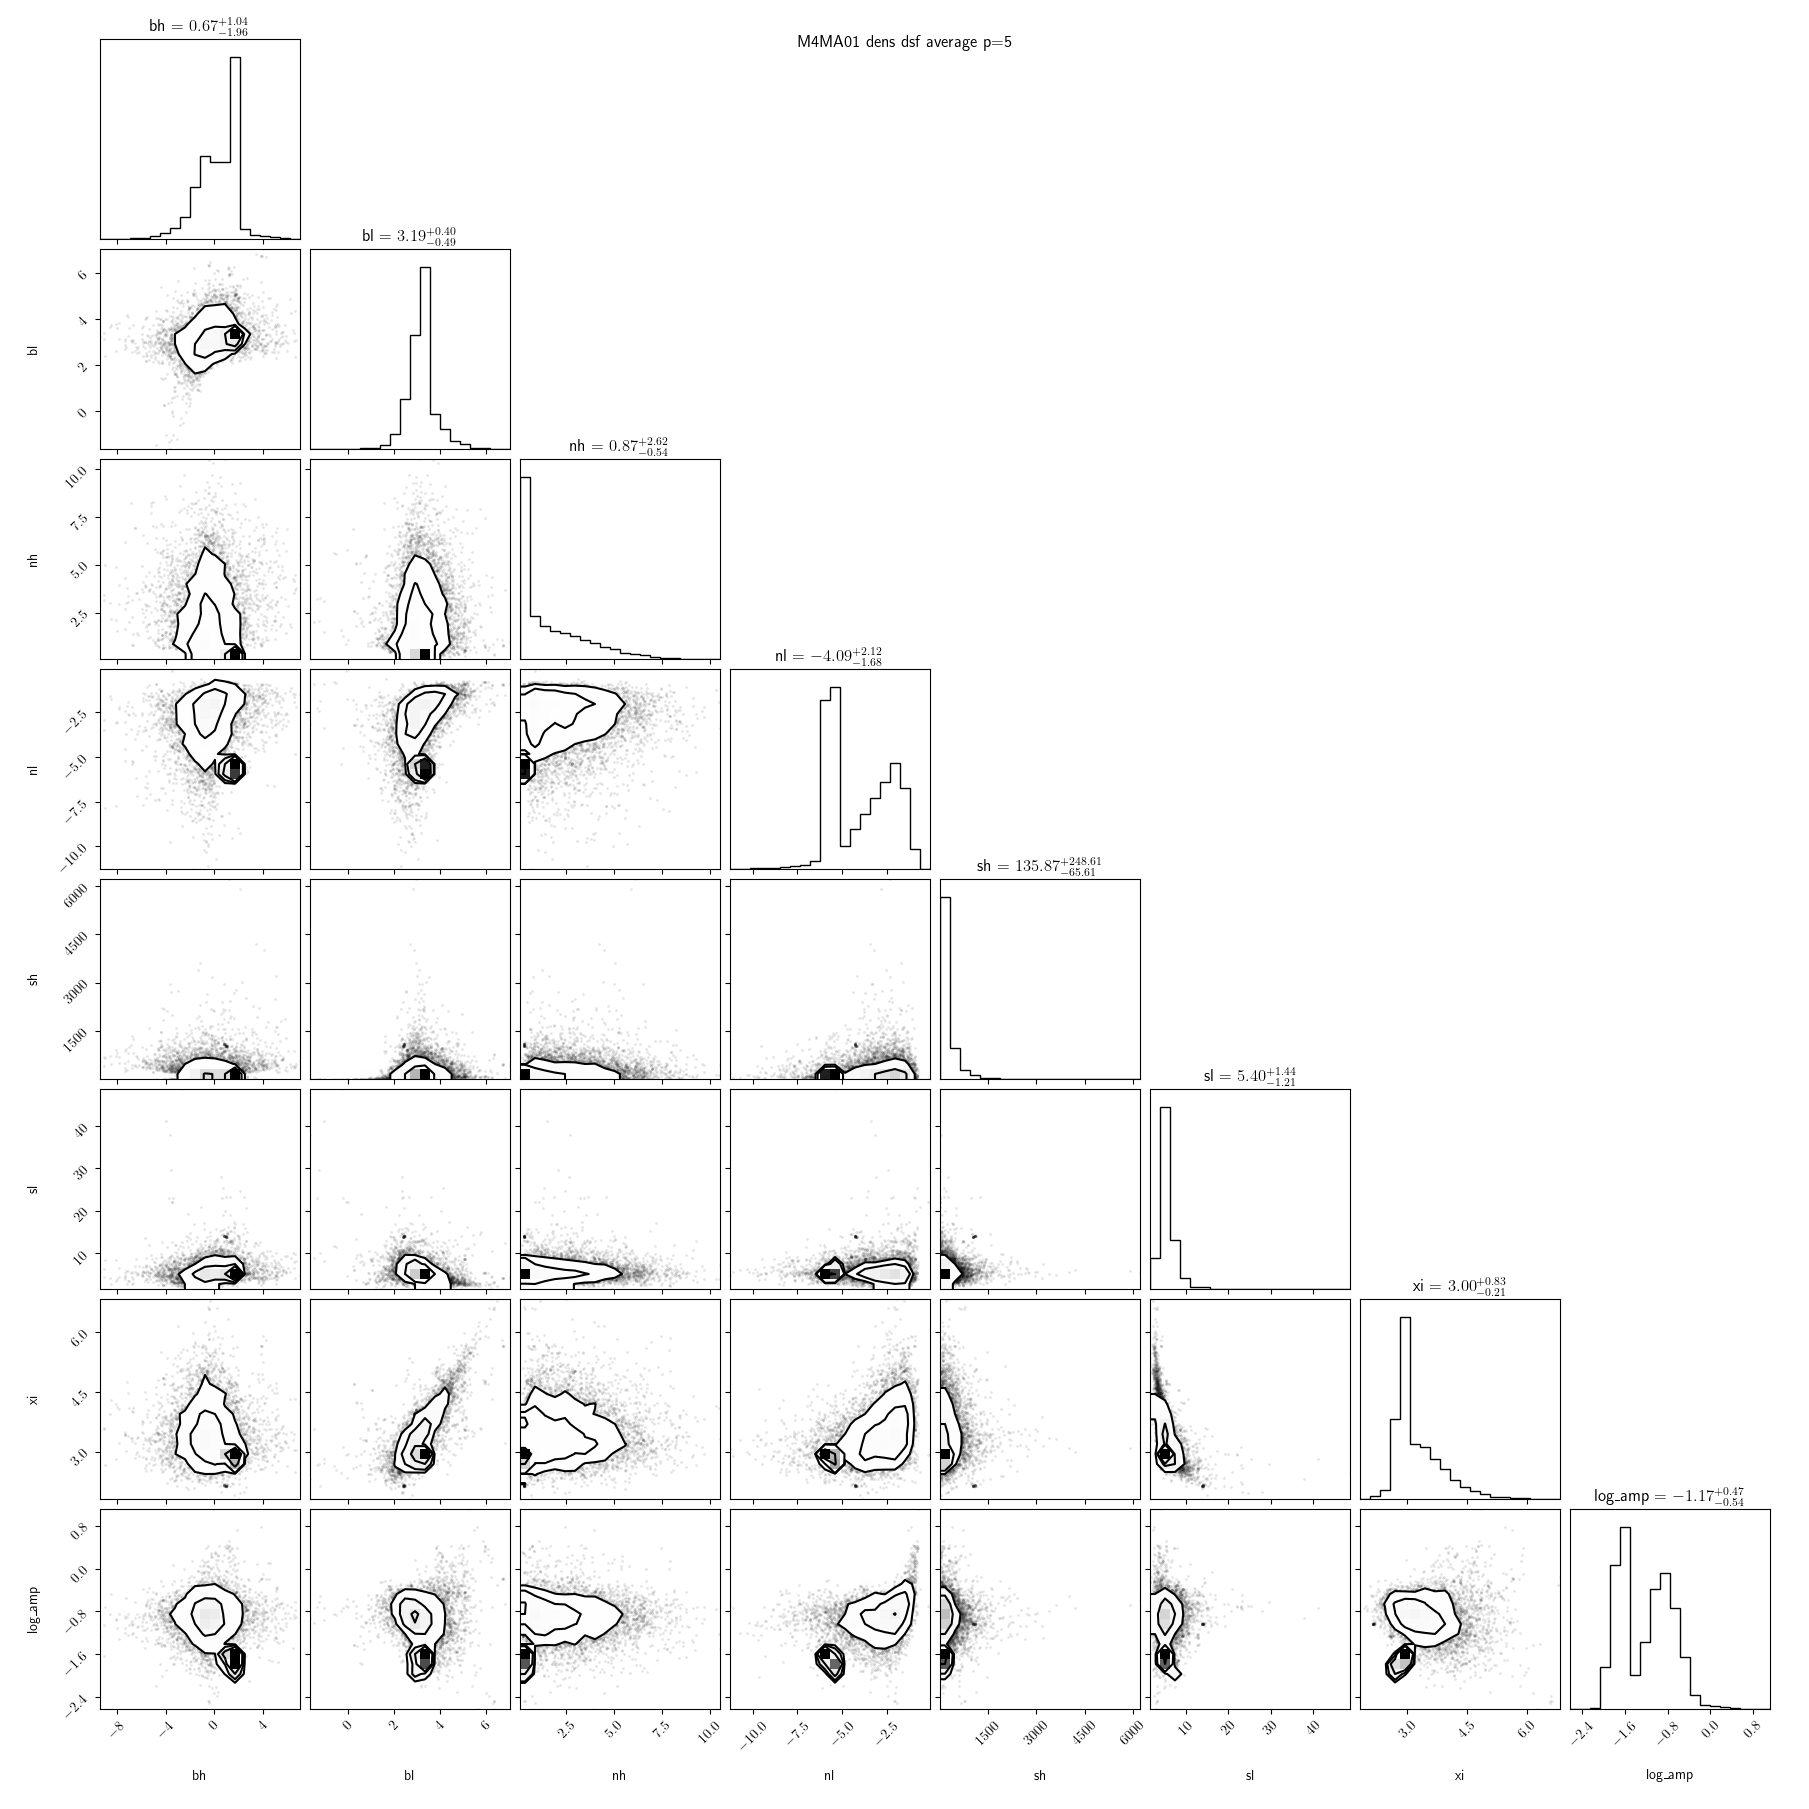 bh = 0.67+1.04−1.96
M4MA01 dens dsf average p=5
bl = 3.19+0.40−0.49
6
4
2
0
bl
nh = 0.87+2.62−0.54
10.0
7.5
5.0
2.5
nh
nl = −4.09+2.12−1.68
−2.5
−5.0
−7.5
−10.0
nl
sh = 135.87+248.61−65.61
6000
4500
3000
1500
sh
sl = 5.40+1.44−1.21
40
30
20
10
sl
xi = 3.00+0.83−0.21
6.0
4.5
3.0
xi
log_amp = −1.17+0.47−0.54
0.8
0.0
−0.8
−1.6
−2.4
log_amp
−8 −4 0 4
0 2 4 6
2.5 5.0 7.5 10.0
−10.0 −7.5 −5.0 −2.5
1500 3000 4500 6000
10 20 30 40
3.0 4.5 6.0
−2.4 −1.6 −0.8 0.0 0.8
bh bl nh nl sh sl xi log_amp